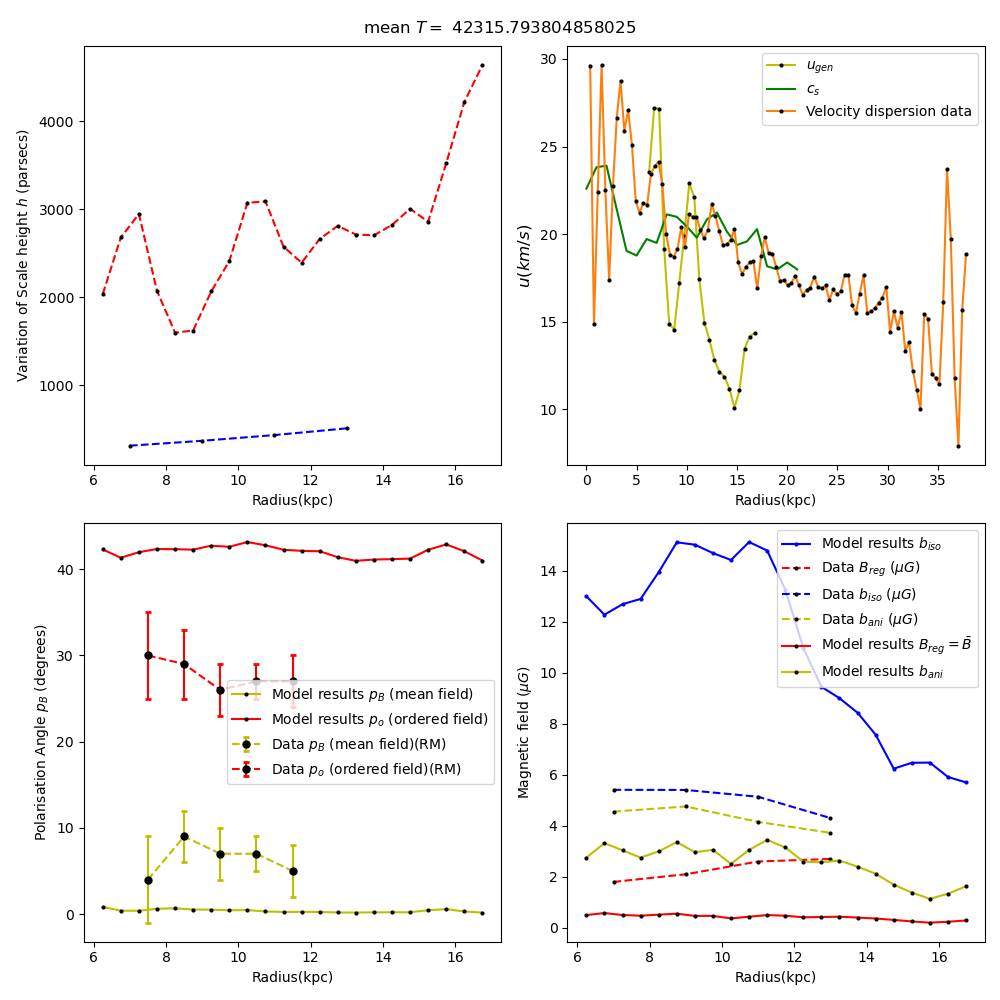 mean T = 42315.793804858025
Variation of Scale height h (parsecs)
4000
3000
2000
1000
6 8 10 12 14 16
Radius(kpc)
u(km/s)
30
25
20
15
10
u_gen
c_s
Velocity dispersion data
0 5 10 15 20 25 30 35
Radius(kpc)
Polarisation Angle p_B (degrees)
40
30
20
10
0
Model results p_B (mean field)
Model results p_o (ordered field)
Data p_B (mean field)(RM)
Data p_o (ordered field)(RM)
6 8 10 12 14 16
Radius(kpc)
Magnetic field (μG)
14
12
10
8
6
4
2
0
Model results b_iso
Data B_reg (μG)
Data b_iso (μG)
Data b_ani (μG)
Model results B_reg = B̄
Model results b_ani
6 8 10 12 14 16
Radius(kpc)